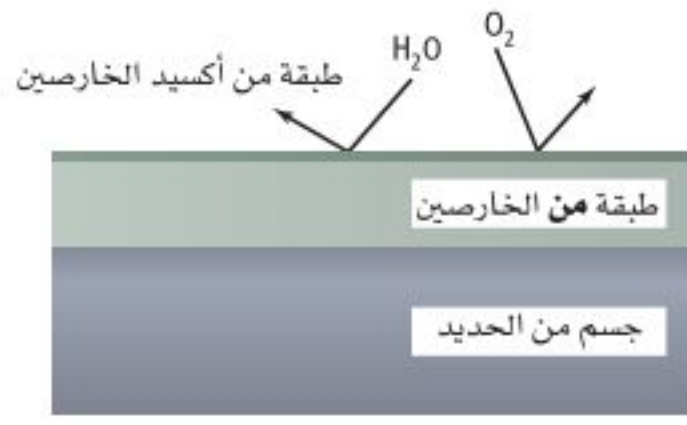 O₂
H₂O
طبقة من أكسيد الخارصين
طبقة من الخارصين
جسم من الحديد